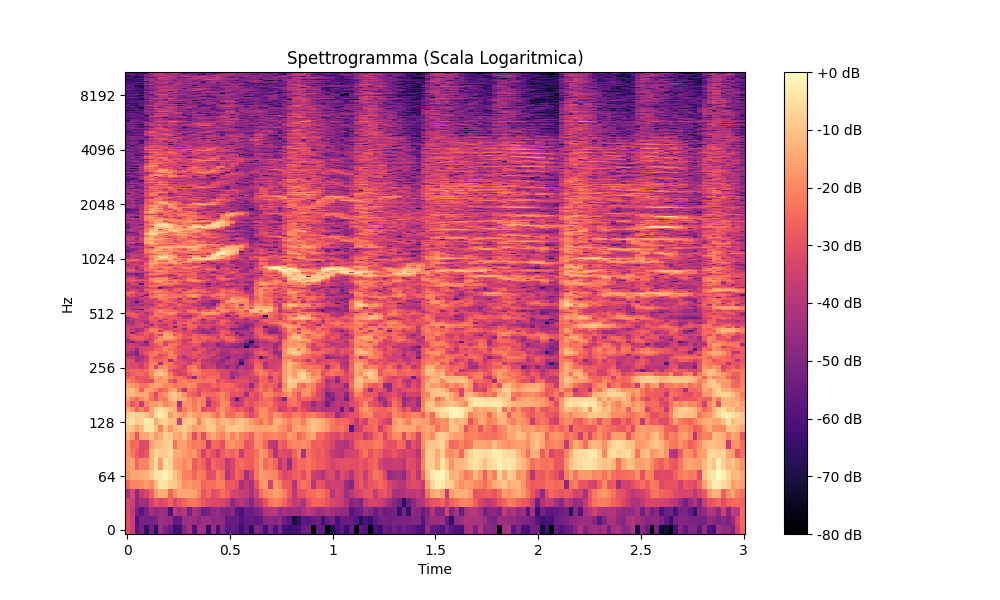 Spettrogramma (Scala Logaritmica)
Hz
8192
4096
2048
1024
512
256
128
64
0
0 0.5 1 1.5 2 2.5 3
Time
+0 dB
-10 dB
-20 dB
-30 dB
-40 dB
-50 dB
-60 dB
-70 dB
-80 dB